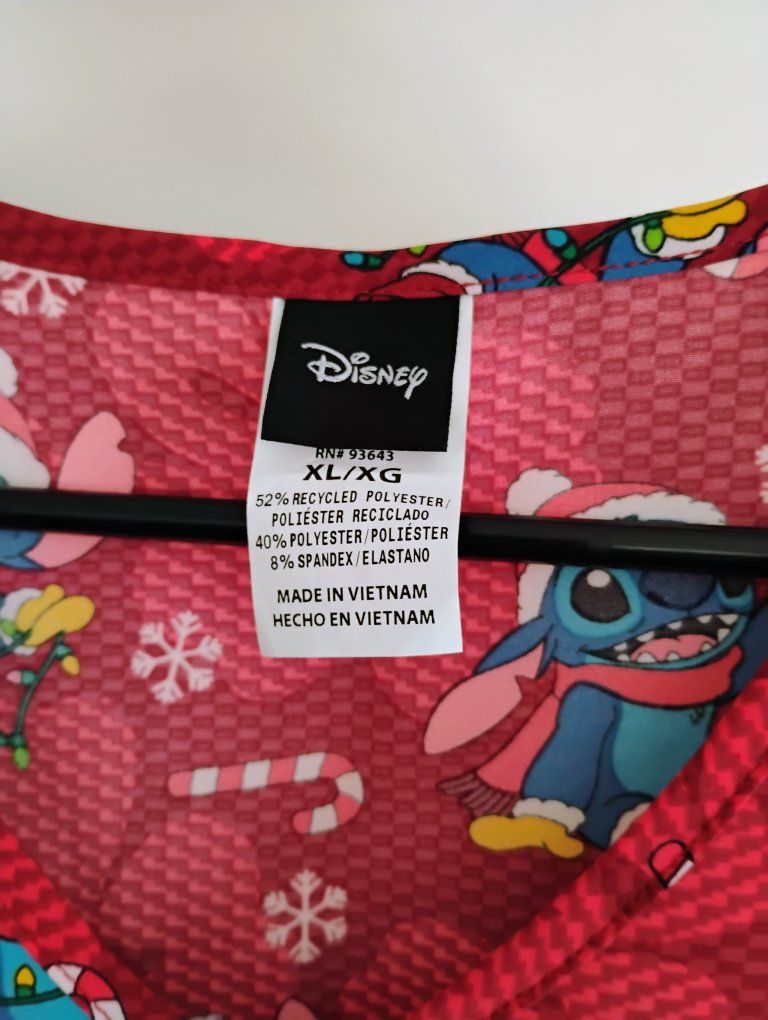 Disney
RN# 93643
XL/XG
52% RECYCLED POLYESTER/
POLIÉSTER RECICLADO
40% POLYESTER/POLIÉSTER
8% SPANDEX/ELASTANO
MADE IN VIETNAM
HECHO EN VIETNAM